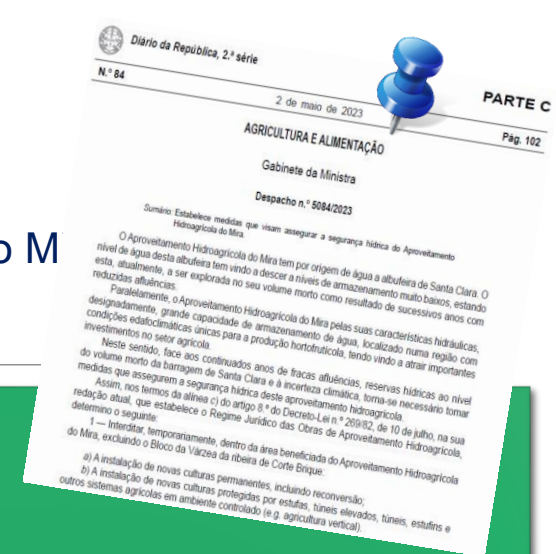 Diário da República, 2.ª série
PARTE C
N.º 84
2 de maio de 2023
Pág. 102
AGRICULTURA E ALIMENTAÇÃO
Gabinete da Ministra
Despacho n.º 5084/2023
Sumário: Estabelece medidas que visam assegurar a segurança hídrica do Aproveitamento
Hidroagrícola do Mira.
O Aproveitamento Hidroagrícola do Mira tem por origem de água a albufeira de Santa Clara. O
nível de água desta albufeira tem vindo a descer a níveis de armazenamento muito baixos, estando
esta, atualmente, a ser explorada no seu volume morto como resultado de sucessivos anos com
reduzidas afluências.
Paralelamente, o Aproveitamento Hidroagrícola do Mira pelas suas características hidráulicas,
designadamente, grande capacidade de armazenamento de água, localizado numa região com
condições edafoclimáticas únicas para a produção hortofrutícola, tendo vindo a atrair importantes
investimentos no setor agrícola.
Neste sentido, face aos continuados anos de fracas afluências, reservas hídricas ao nível
do volume morto da barragem de Santa Clara e à incerteza climática, torna-se necessário tomar
medidas que assegurem a segurança hídrica deste aproveitamento hidroagrícola.
Assim, nos termos da alínea c) do artigo 8.º do Decreto-Lei n.º 269/82, de 10 de julho, na sua
redação atual, que estabelece o Regime Jurídico das Obras de Aproveitamento Hidroagrícola,
determino o seguinte:
1 — Interditar, temporariamente, dentro da área beneficiada do Aproveitamento Hidroagrícola
do Mira, excluindo o Bloco da Várzea da ribeira de Corte Brique:
a) A instalação de novas culturas permanentes, incluindo reconversão;
b) A instalação de novas culturas protegidas por estufas, túneis elevados, túneis, estufins e
outros sistemas agrícolas em ambiente controlado (e.g. agricultura vertical).
o M